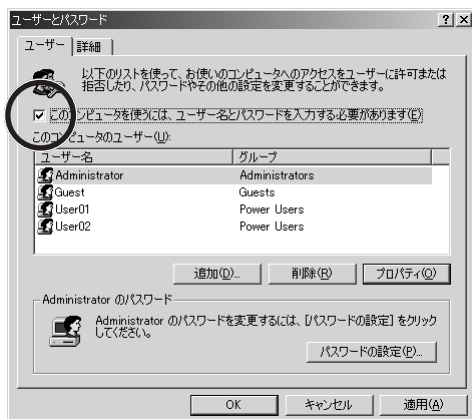 ユーザーとパスワード
ユーザー 詳細
以下のリストを使って、お使いのコンピュータへのアクセスをユーザーに許可または
拒否したり、パスワードやその他の設定を変更することができます。
このコンピュータを使うには、ユーザー名とパスワードを入力する必要があります(E)
このコンピュータのユーザー(U):
ユーザー名 グループ
Administrator Administrators
Guest Guests
User01 Power Users
User02 Power Users
追加(D)... 削除(R) プロパティ(O)
Administrator のパスワード
Administrator のパスワードを変更するには、[パスワードの設定] をクリック
してください。
パスワードの設定(P)...
OK キャンセル 適用(A)